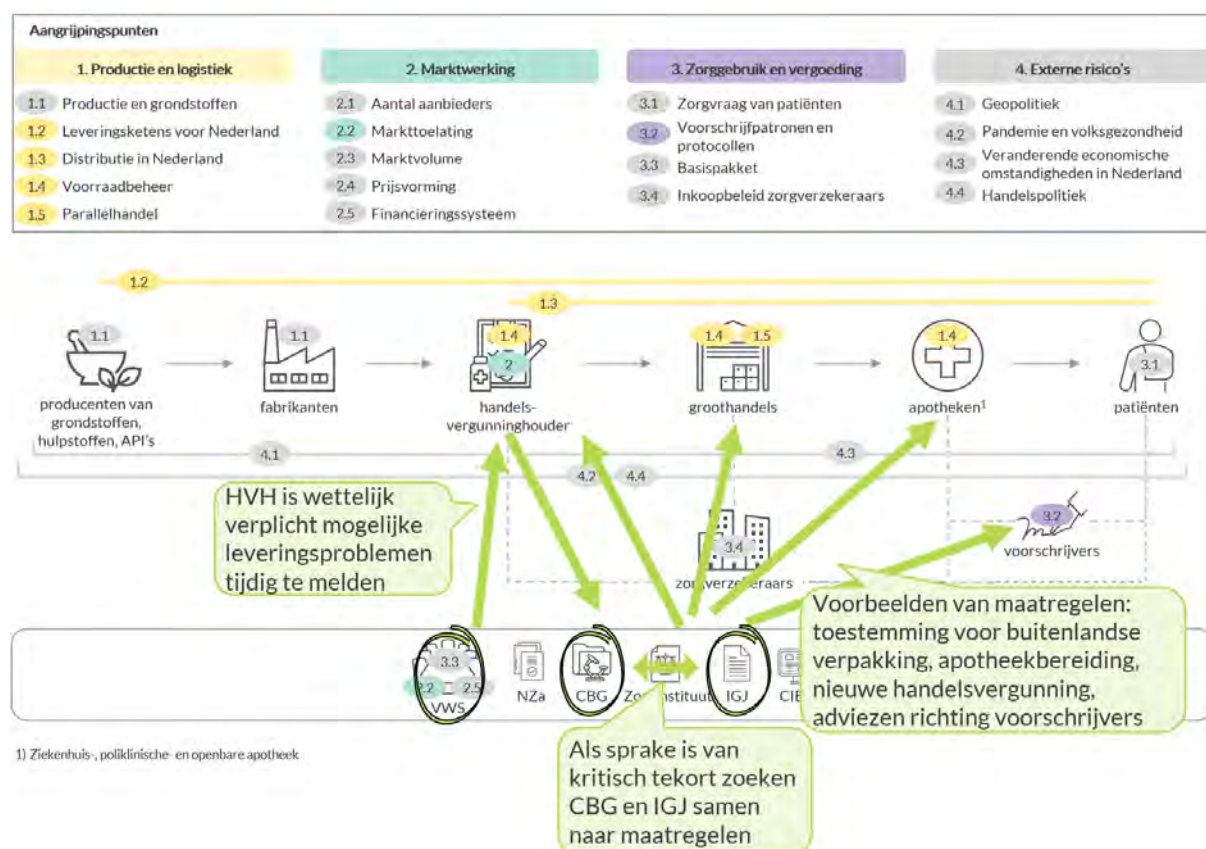 Aangrijpingspunten
1. Productie en logistiek
1.1 Productie en grondstoffen
1.2 Leveringsketens voor Nederland
1.3 Distributie in Nederland
1.4 Voorraadbeheer
1.5 Parallelhandel
2. Marktwerking
2.1 Aantal aanbieders
2.2 Markttoelating
2.3 Marktvolume
2.4 Prijsvorming
2.5 Financieringssysteem
3. Zorggebruik en vergoeding
3.1 Zorgvraag van patiënten
3.2 Voorschrijfpatronen en
protocollen
3.3 Basispakket
3.4 Inkoopbeleid zorgverzekeraars
4. Externe risico's
4.1 Geopolitiek
4.2 Pandemie en volksgezondheid
4.3 Veranderende economische
omstandigheden in Nederland
4.4 Handelspolitiek
1.2
1.3
1.1
1.1
1.4
2
1.4 1.5
1.4
3.1
producenten van
grondstoffen,
hulpstoffen, API's
fabrikanten
handels-
vergunninghouder
groothandels
apotheken¹
patiënten
4.1
4.3
4.2 4.4
HVH is wettelijk
verplicht mogelijke
leveringsproblemen
tijdig te melden
3.4
zorgverzekeraars
3.2
voorschrijvers
Voorbeelden van maatregelen:
toestemming voor buitenlandse
verpakking, apotheekbereiding,
nieuwe handelsvergunning,
adviezen richting voorschrijvers
3.3
2.2 2.5
VWS
NZa
CBG
IGJ
Als sprake is van
kritisch tekort zoeken
CBG en IGJ samen
naar maatregelen
1) Ziekenhuis-, poliklinische- en openbare apotheek